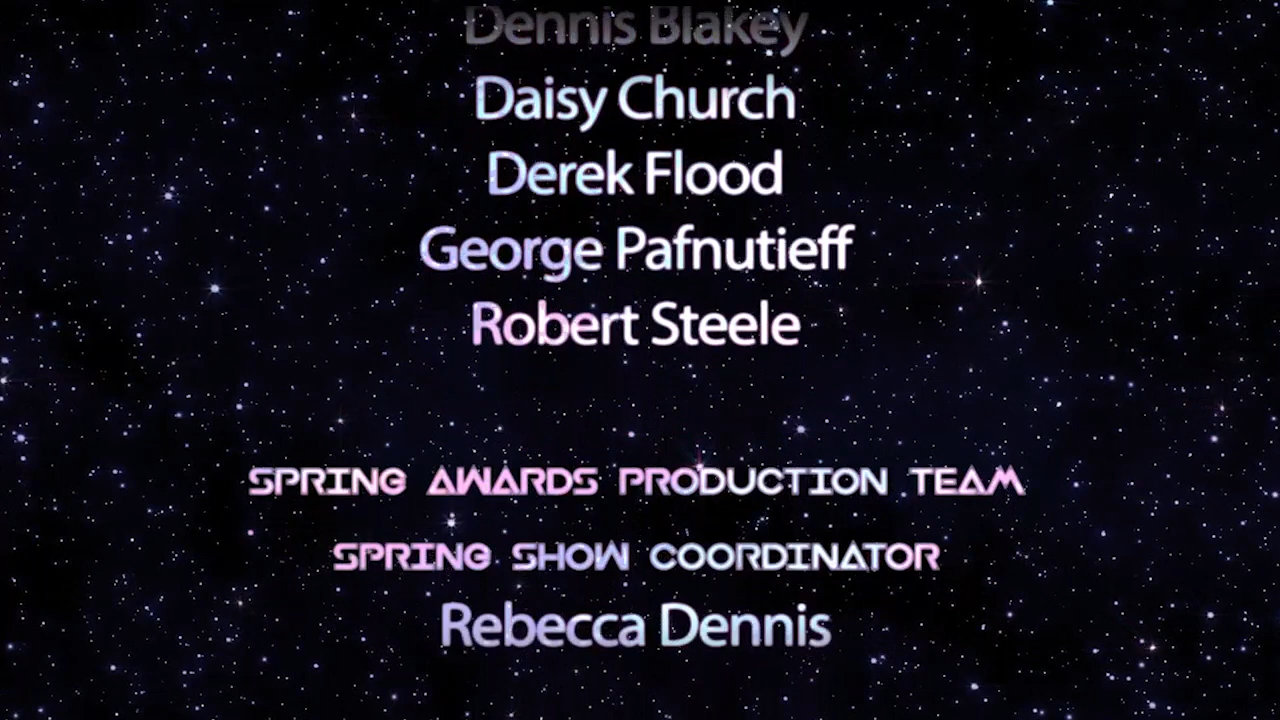 Dennis Blakey
Daisy Church
Derek Flood
George Pafnutieff
Robert Steele
SPRING AWARDS PRODUCTION TEAM
SPRING SHOW COORDINATOR
Rebecca Dennis